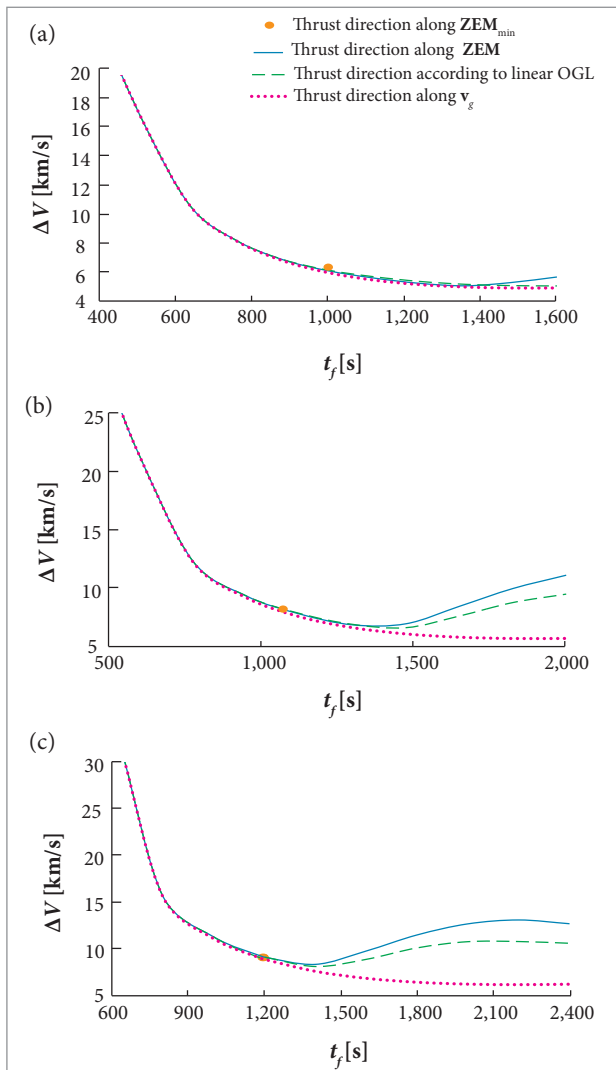 (a)
Thrust direction along ZEMmin
Thrust direction along ZEM
Thrust direction according to linear OGL
Thrust direction along vg
20
18
16
14
12
10
8
6
4
ΔV [km/s]
400 600 800 1,000 1,200 1,400 1,600
tf[s]
(b)
25
20
15
10
5
ΔV [km/s]
500 1,000 1,500 2,000
tf[s]
(c)
30
25
20
15
10
5
ΔV [km/s]
600 900 1,200 1,500 1,800 2,100 2,400
tf[s]